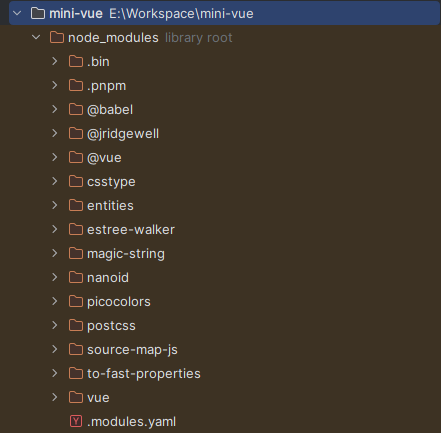 mini-vue E:\Workspace\mini-vue
node_modules library root
.bin
.pnpm
@babel
@jridgewell
@vue
csstype
entities
estree-walker
magic-string
nanoid
picocolors
postcss
source-map-js
to-fast-properties
vue
Y .modules.yaml